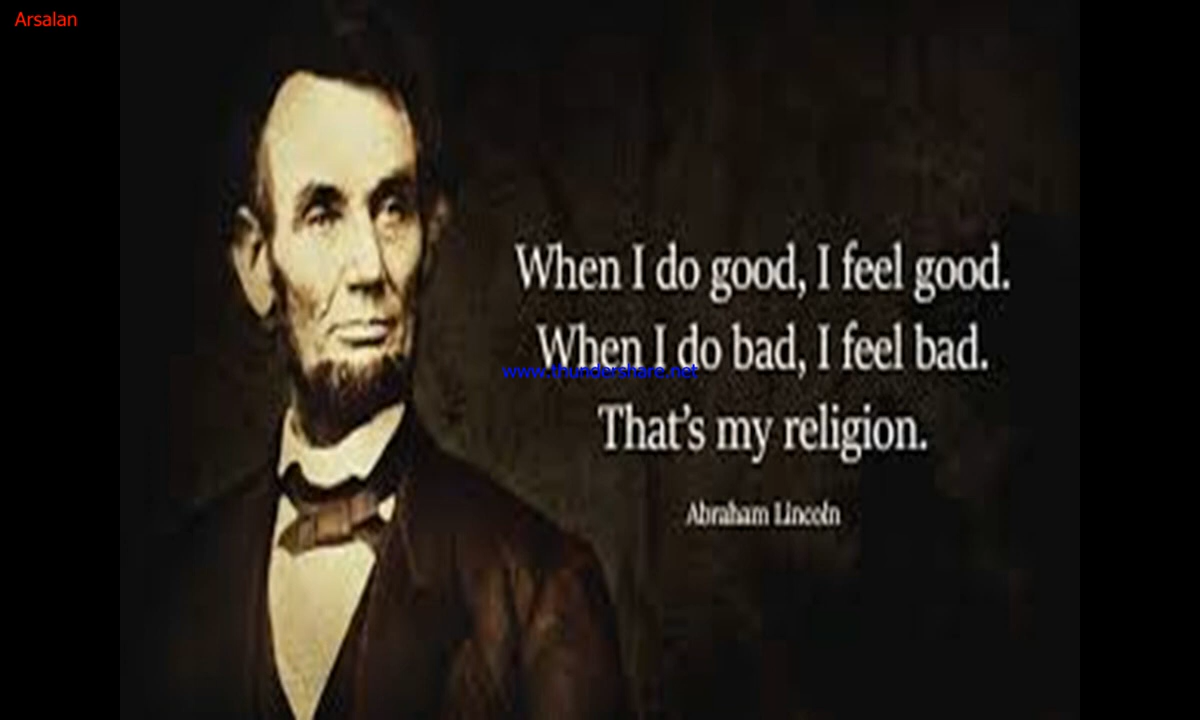 Arsalan
When I do good, I feel good.
When I do bad, I feel bad.
www.thundershare.net
That's my religion.
Abraham Lincoln